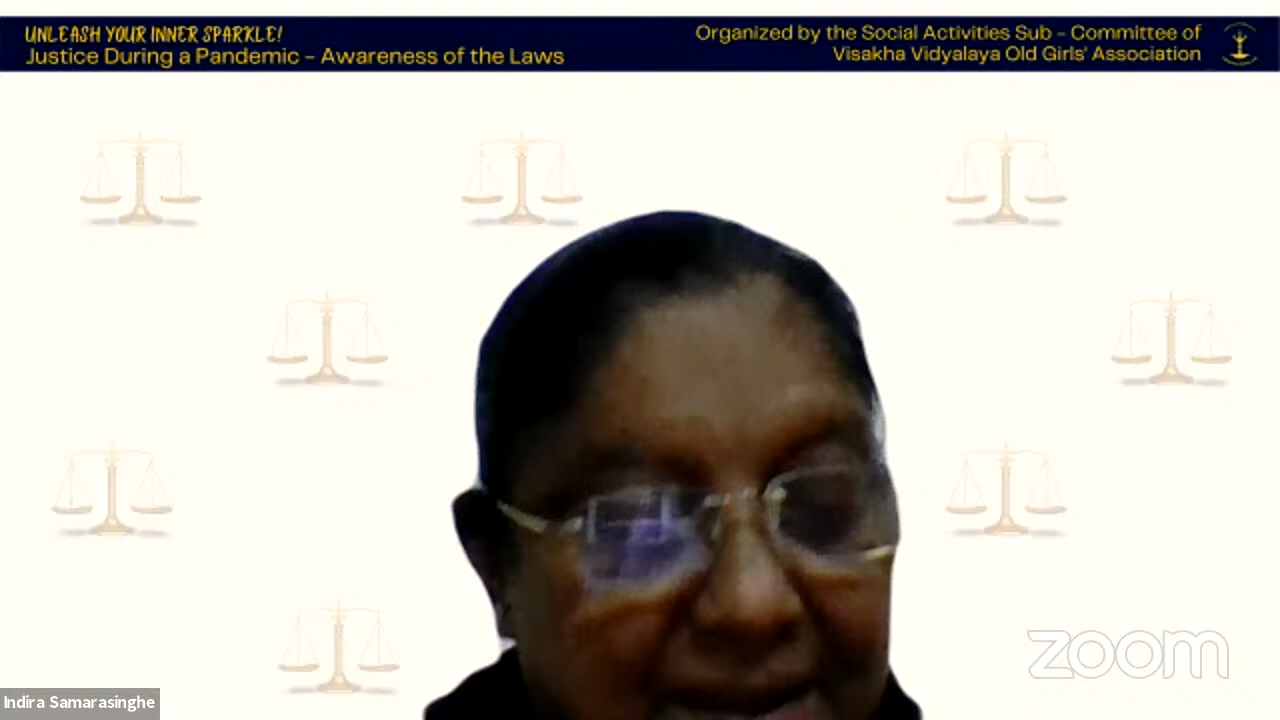 UNLEASH YOUR INNER SPARKLE!
Justice During a Pandemic – Awareness of the Laws
Organized by the Social Activities Sub – Committee of
Visakha Vidyalaya Old Girls' Association
zoom
Indira Samarasinghe